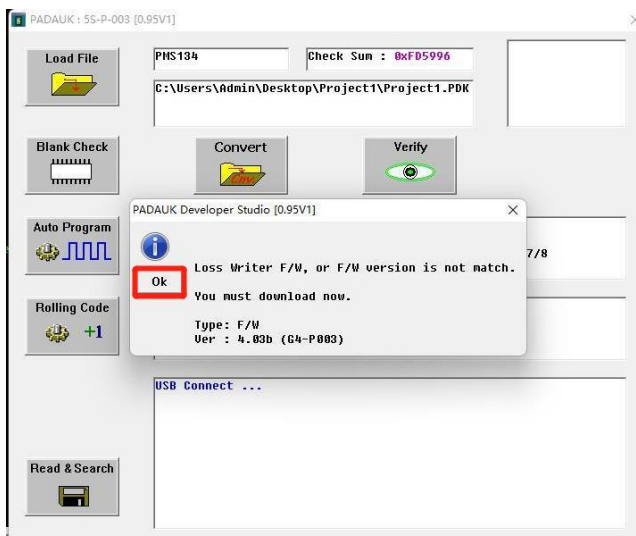 PADAUK : 5S-P-003 [0.95V1]
Load File
PMS134
Check Sum : 0xFD5996
C:\Users\Admin\Desktop\Project1\Project1.PDK
Blank Check
Convert
Verify
PADAUK Developer Studio [0.95V1]
Auto Program
7/8
Loss Writer F/W, or F/W version is not match.
Ok
You must download now.
Type: F/W
Ver : 4.03b (G4-P003)
Rolling Code
+1
USB Connect ...
Read & Search